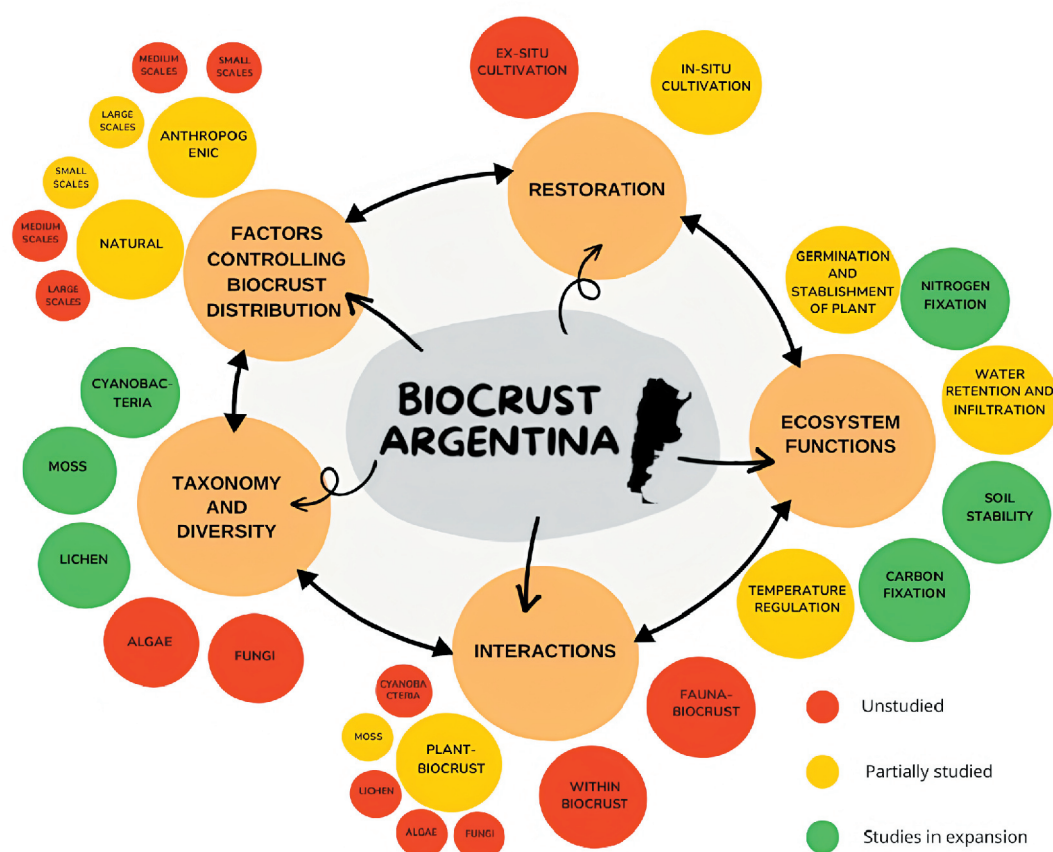 EX-SITU
CULTIVATION
IN-SITU
CULTIVATION
RESTORATION
MEDIUM
SCALES
SMALL
SCALES
LARGE
SCALES
ANTHROPOG
ENIC
SMALL
SCALES
NATURAL
MEDIUM
SCALES
LARGE
SCALES
FACTORS
CONTROLLING
BIOCRUST
DISTRIBUTION
GERMINATION
AND
STABLISHMENT
OF PLANT
NITROGEN
FIXATION
WATER
RETENTION AND
INFILTRATION
ECOSYSTEM
FUNCTIONS
SOIL
STABILITY
CARBON
FIXATION
TEMPERATURE
REGULATION
BIOCRUST
ARGENTINA
CYANOBAC-
TERIA
MOSS
LICHEN
TAXONOMY
AND
DIVERSITY
ALGAE
FUNGI
INTERACTIONS
CYANOBA
CTERIA
MOSS
PLANT-
BIOCRUST
LICHEN
ALGAE
FUNGI
WITHIN
BIOCRUST
FAUNA-
BIOCRUST
Unstudied
Partially studied
Studies in expansion